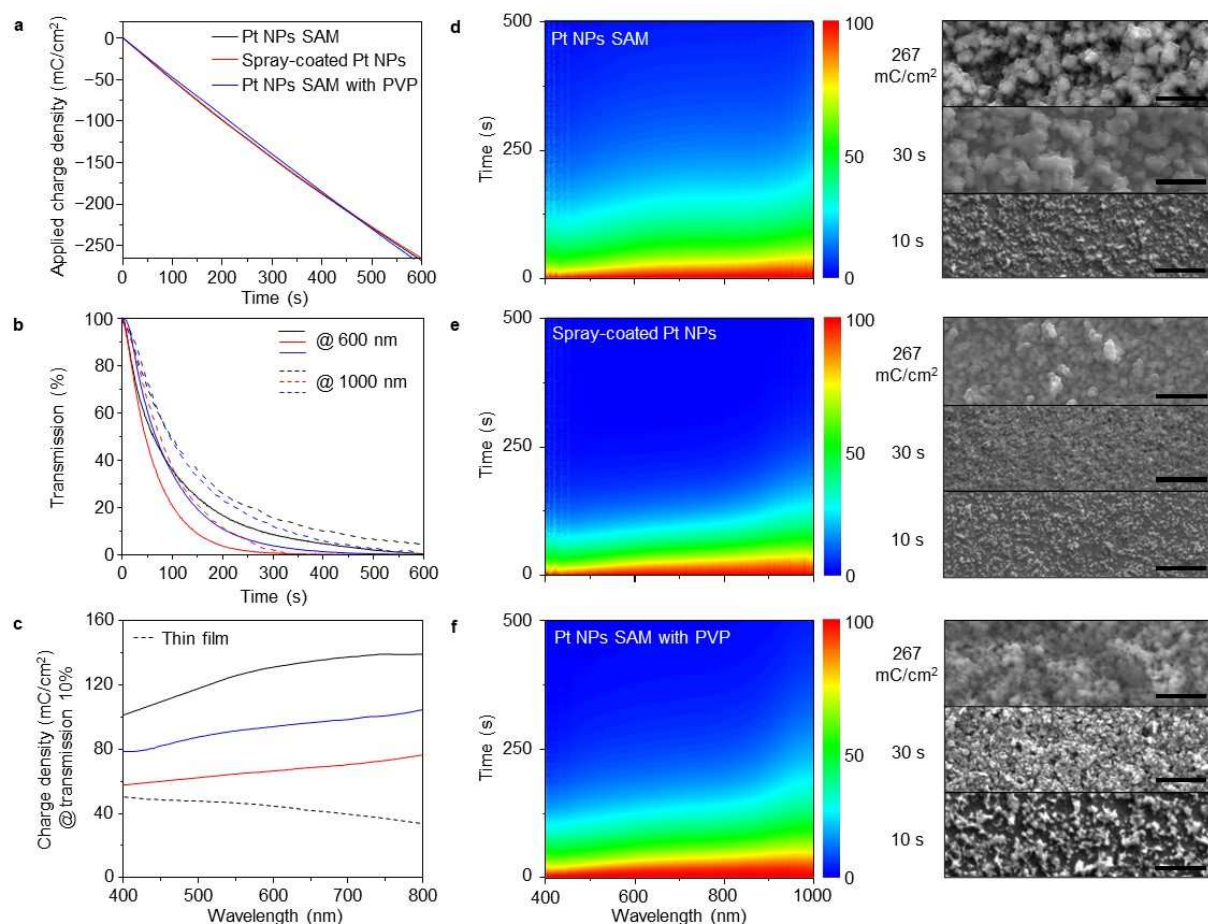 a
Pt NPs SAM
Spray-coated Pt NPs
Pt NPs SAM with PVP
Applied charge density (mC/cm²)
0
−50
−100
−150
−200
−250
0 100 200 300 400 500 600
Time (s)
b
@ 600 nm
@ 1000 nm
Transmission (%)
100
80
60
40
20
0
0 100 200 300 400 500 600
Time (s)
c
Thin film
Charge density (mC/cm²)
@ transmission 10%
160
120
80
40
0
400 500 600 700 800
Wavelength (nm)
d
Pt NPs SAM
Time (s)
500
250
0
100
50
0
267
mC/cm²
30 s
10 s
e
Spray-coated Pt NPs
Time (s)
500
250
0
100
50
0
267
mC/cm²
30 s
10 s
f
Pt NPs SAM with PVP
Time (s)
500
250
0
400 600 800 1000
Wavelength (nm)
100
50
0
267
mC/cm²
30 s
10 s